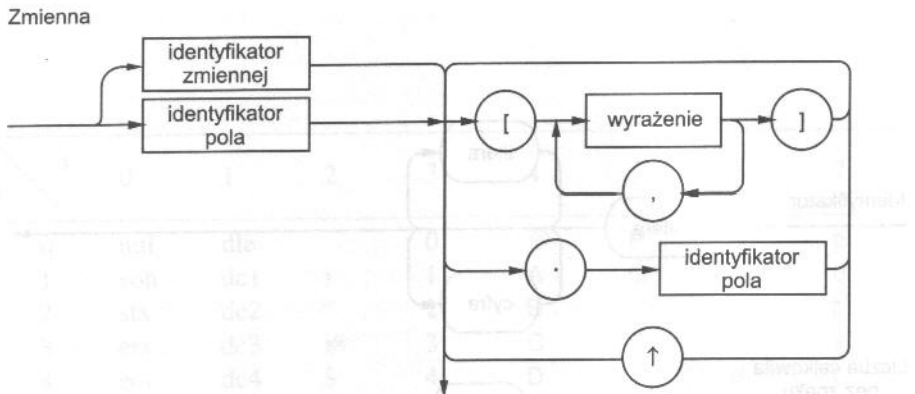 Zmienna
identyfikator
zmiennej
identyfikator
pola
[
wyrażenie
]
,
.
identyfikator
pola
↑